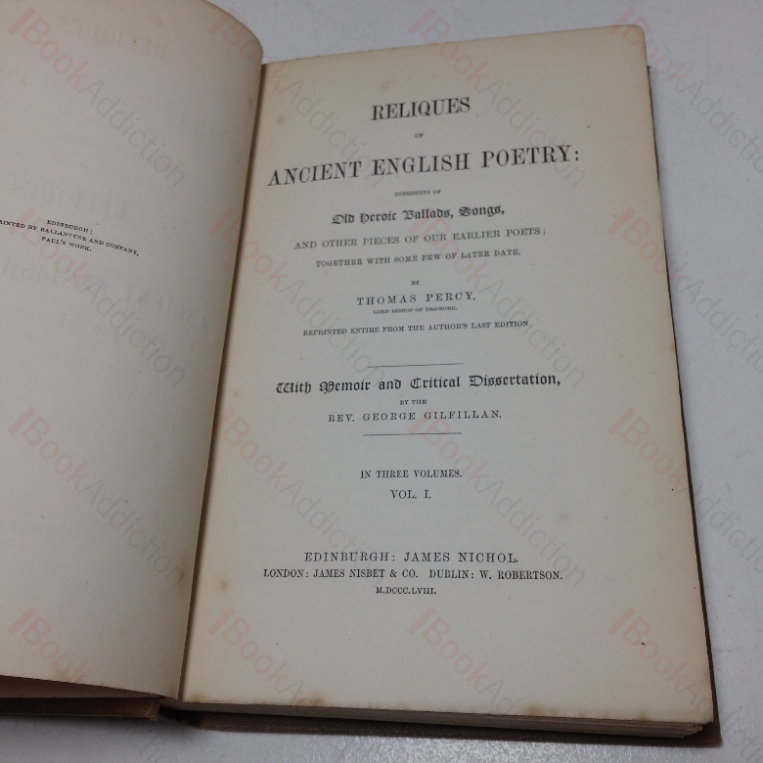 EDINBURGH:
PRINTED BY BALLANTYNE AND COMPANY,
PAUL'S WORK.
RELIQUES
OF
ANCIENT ENGLISH POETRY:
CONSISTING OF
Old Heroic Ballads, Songs,
AND OTHER PIECES OF OUR EARLIER POETS;
TOGETHER WITH SOME FEW OF LATER DATE.
BY
THOMAS PERCY,
LORD BISHOP OF DROMORE.
REPRINTED ENTIRE FROM THE AUTHOR'S LAST EDITION.
With Memoir and Critical Dissertation,
BY THE
REV. GEORGE GILFILLAN.
IN THREE VOLUMES.
VOL. I.
EDINBURGH: JAMES NICHOL.
LONDON: JAMES NISBET & CO. DUBLIN: W. ROBERTSON.
M.DCCC.LVIII.
BookAddiction